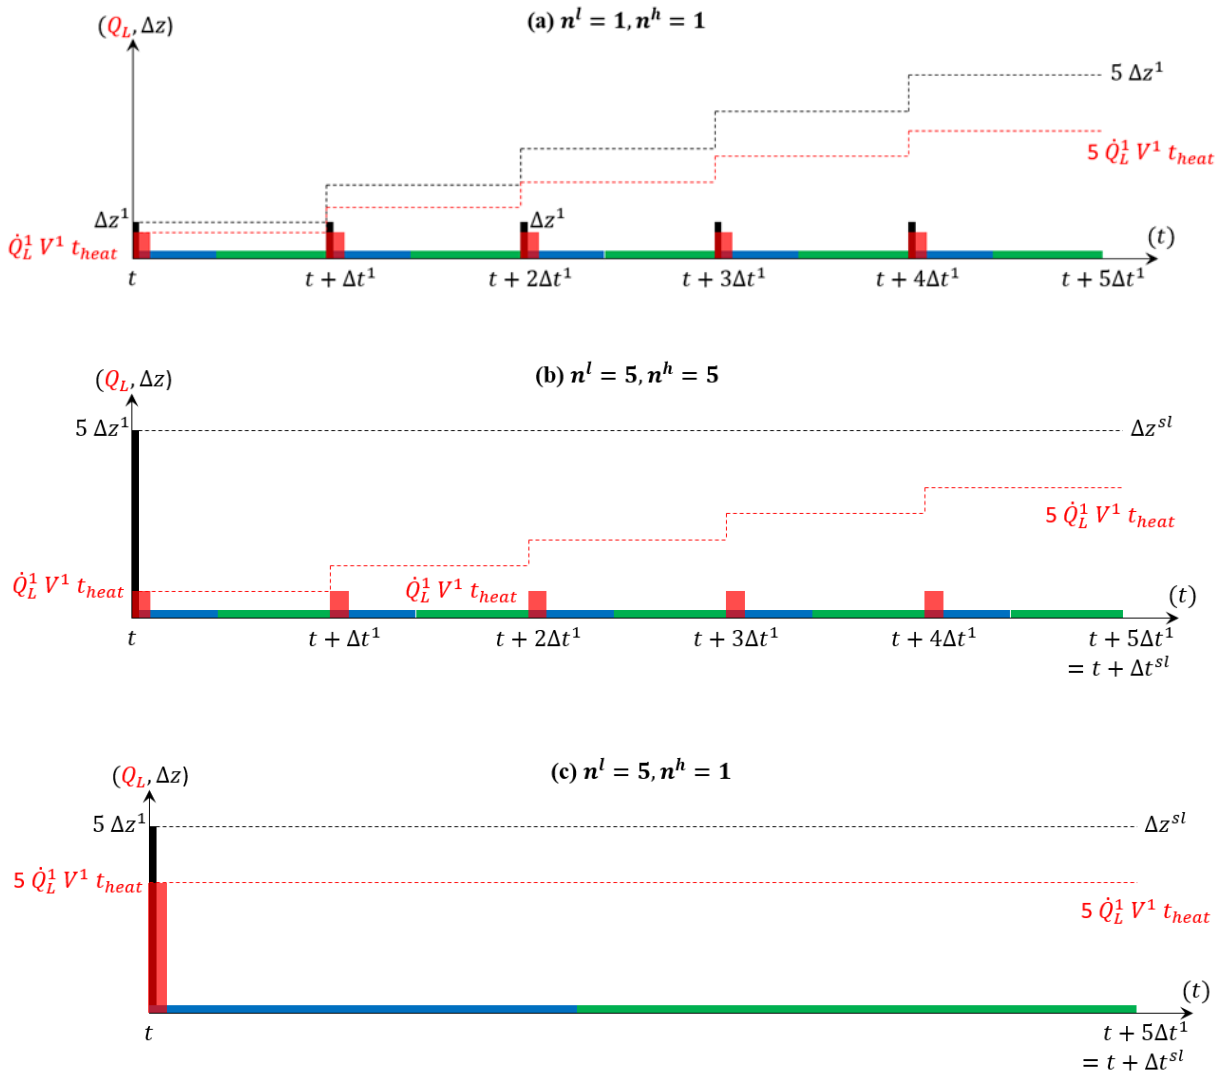 (a) n^l = 1, n^h = 1
(Q_L, Δz)
5 Δz^1
5 Q̇_L^1 V^1 t_heat
Δz^1
Δz^1
Q̇_L^1 V^1 t_heat
(t)
t
t + Δt^1
t + 2Δt^1
t + 3Δt^1
t + 4Δt^1
t + 5Δt^1
(b) n^l = 5, n^h = 5
(Q_L, Δz)
5 Δz^1
Δz^{sl}
5 Q̇_L^1 V^1 t_heat
Q̇_L^1 V^1 t_heat
Q̇_L^1 V^1 t_heat
(t)
t
t + Δt^1
t + 2Δt^1
t + 3Δt^1
t + 4Δt^1
t + 5Δt^1
= t + Δt^{sl}
(c) n^l = 5, n^h = 1
(Q_L, Δz)
5 Δz^1
Δz^{sl}
5 Q̇_L^1 V^1 t_heat
5 Q̇_L^1 V^1 t_heat
(t)
t
t + 5Δt^1
= t + Δt^{sl}